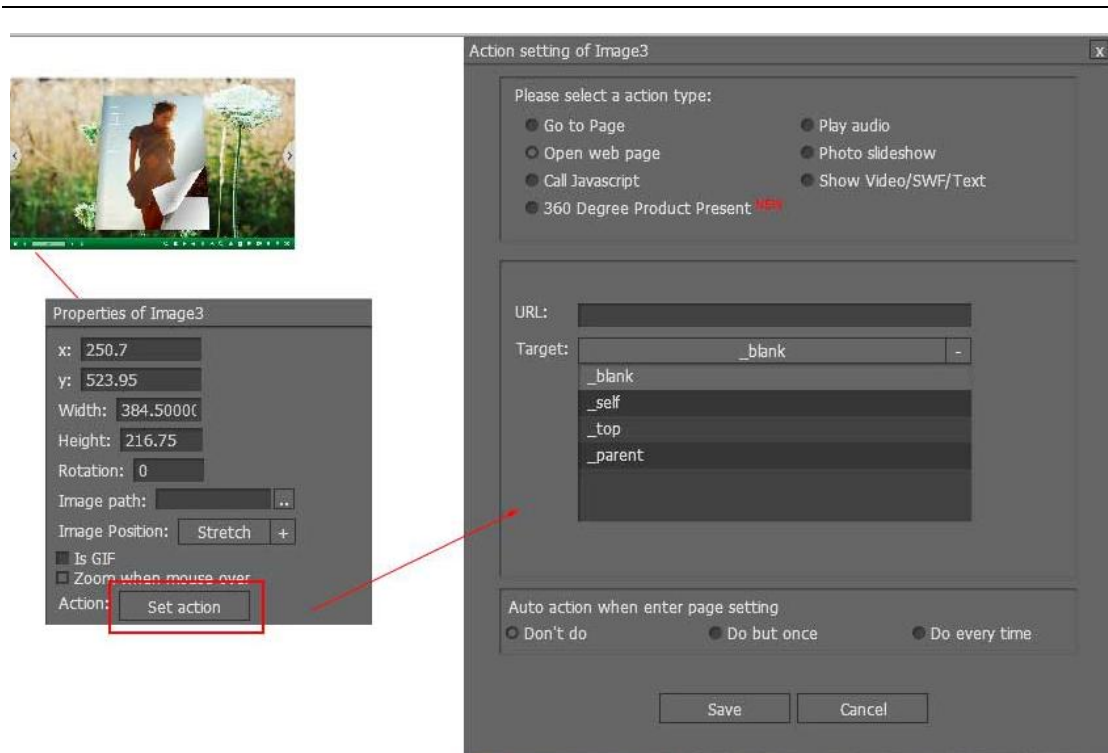 Action setting of Image3
x
Please select a action type:
Go to Page
Play audio
Open web page
Photo slideshow
Call Javascript
Show Video/SWF/Text
360 Degree Product Present NEW
URL:
Target: _blank -
_blank
_self
_top
_parent
Auto action when enter page setting
Don't do
Do but once
Do every time
Save
Cancel
Properties of Image3
x: 250.7
y: 523.95
Width: 384.5000(
Height: 216.75
Rotation: 0
Image path: ..
Image Position: Stretch +
Is GIF
Zoom when mouse over
Action: Set action